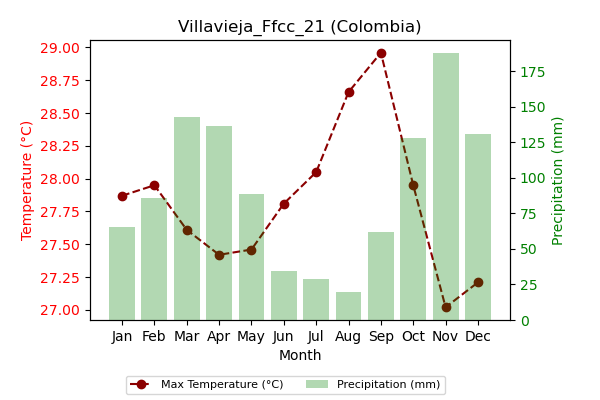 Villavieja_Ffcc_21 (Colombia)
29.00
28.75
28.50
28.25
28.00
27.75
27.50
27.25
27.00
Temperature (°C)
175
150
125
100
75
50
25
0
Precipitation (mm)
Jan Feb Mar Apr May Jun Jul Aug Sep Oct Nov Dec
Month
Max Temperature (°C) Precipitation (mm)